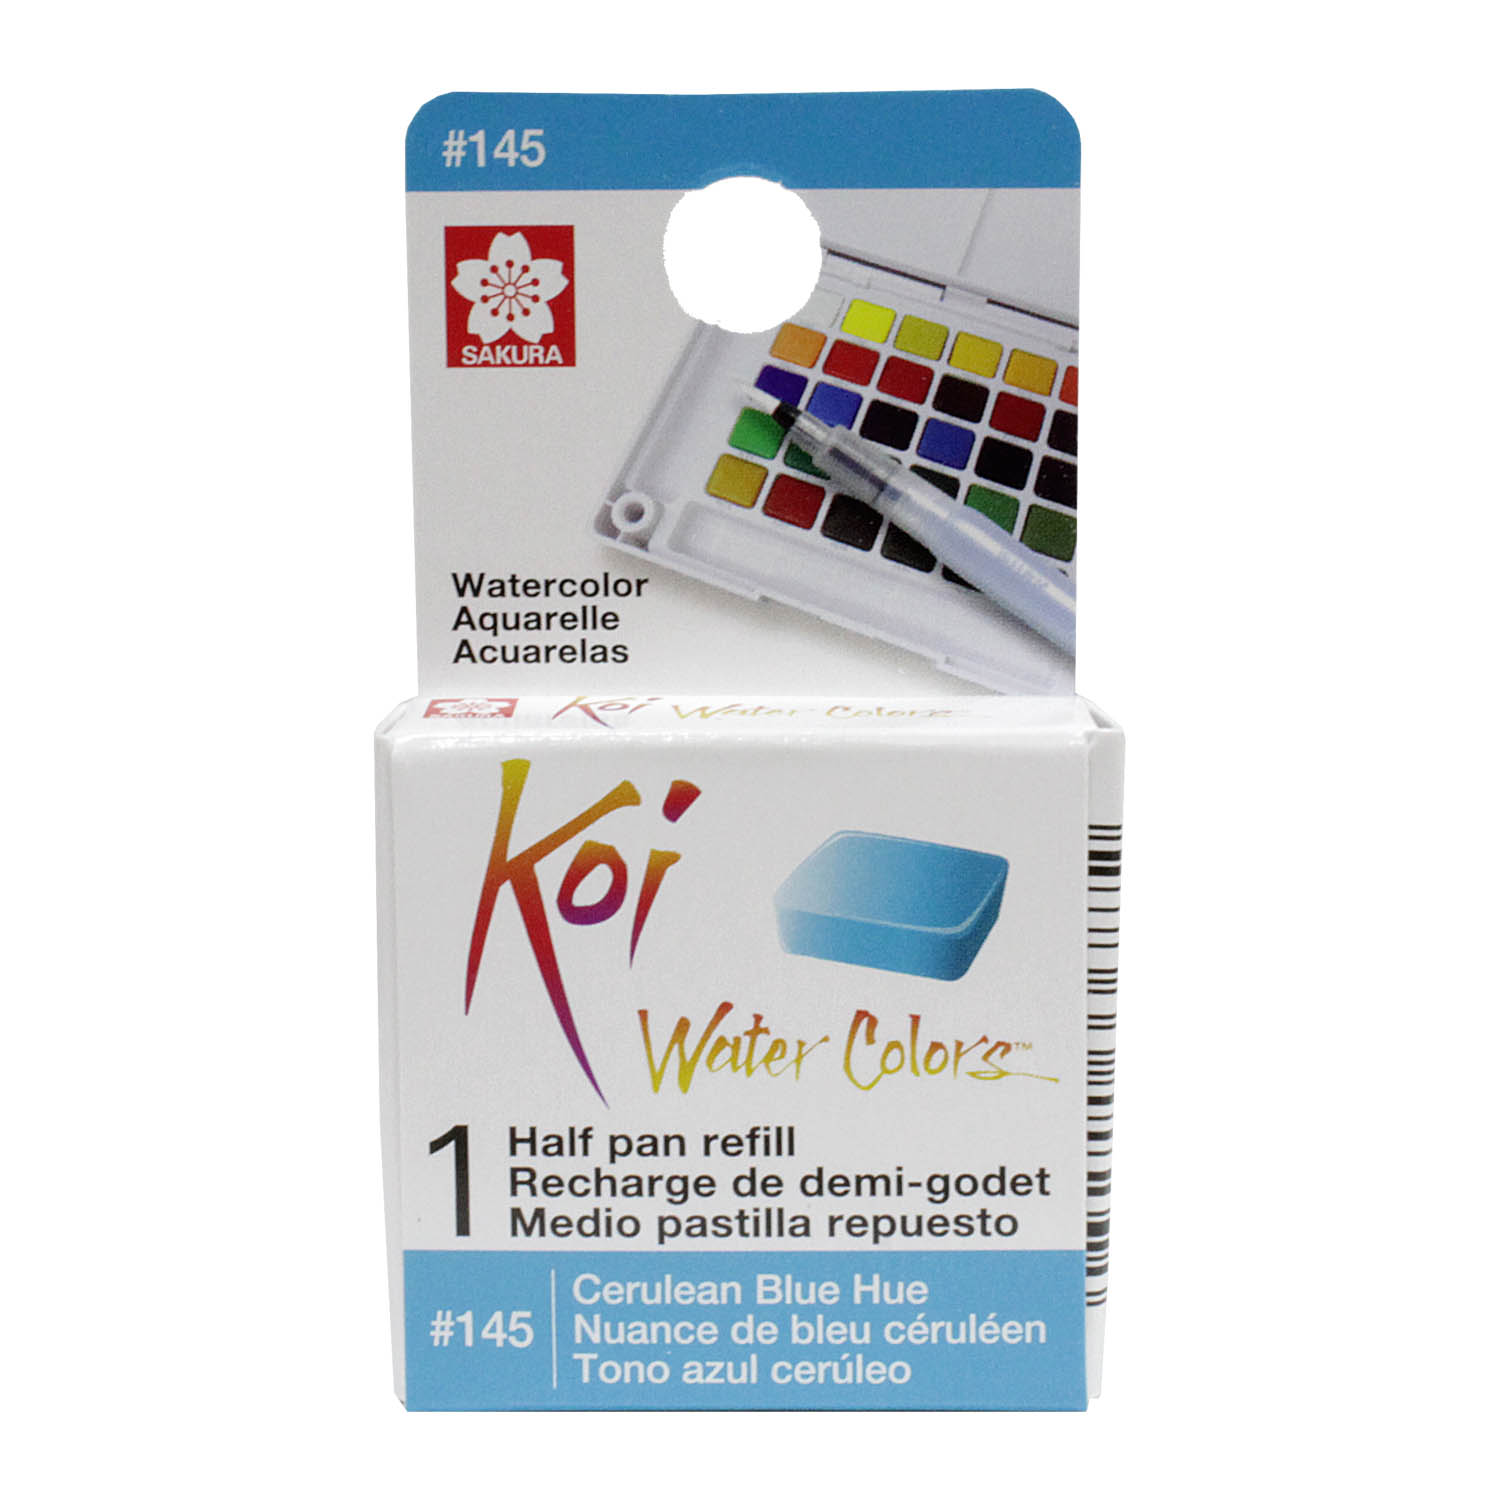 #145
SAKURA
Watercolor
Aquarelle
Acuarelas
SAKURA Koi Water Colors
Koi
Water Colors™
1
Half pan refill
Recharge de demi-godet
Medio pastilla repuesto
#145
Cerulean Blue Hue
Nuance de bleu céruléen
Tono azul cerúleo